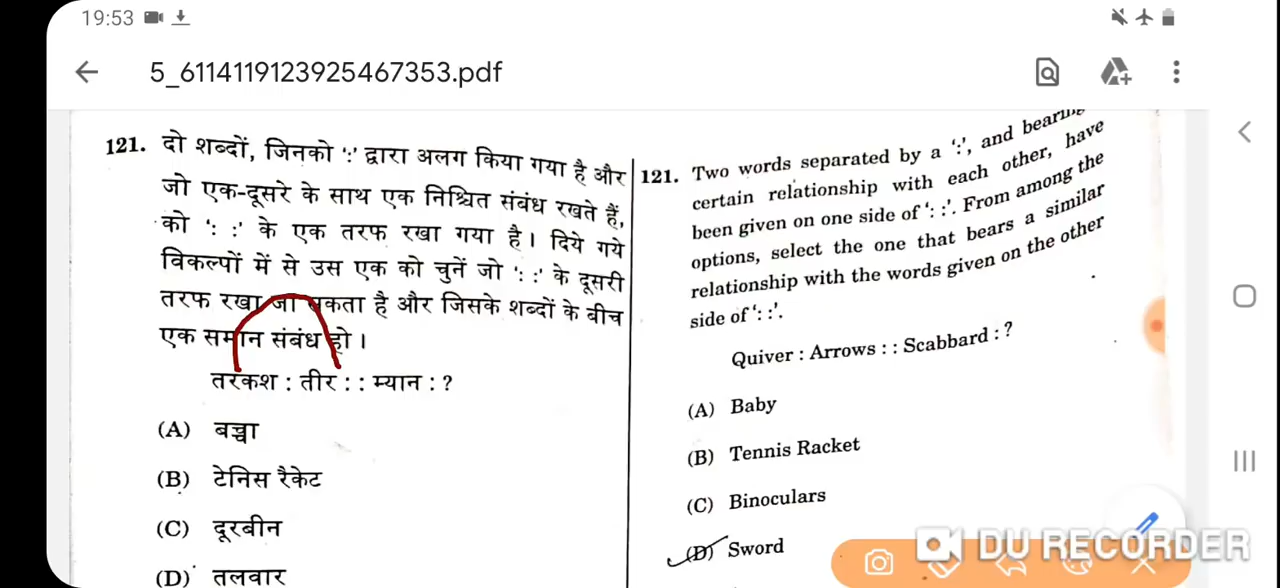 19:53
5_6114119123925467353.pdf
121. दो शब्दों, जिनको ':' द्वारा अलग किया गया है और
जो एक-दूसरे के साथ एक निश्चित संबंध रखते हैं,
को ': :' के एक तरफ रखा गया है। दिये गये
विकल्पों में से उस एक को चुनें जो ': :' के दूसरी
तरफ रखा जा सकता है और जिसके शब्दों के बीच
एक समान संबंध हो।
तरकश : तीर : : म्यान : ?
(A) बच्चा
(B) टेनिस रैकेट
(C) दूरबीन
(D) तलवार
121. Two words separated by a ':', and bearing
certain relationship with each other, have
been given on one side of ': :'. From among the
options, select the one that bears a similar
relationship with the words given on the other
side of ': :'.
Quiver : Arrows : : Scabbard : ?
(A) Baby
(B) Tennis Racket
(C) Binoculars
(D) Sword
DU RECORDER